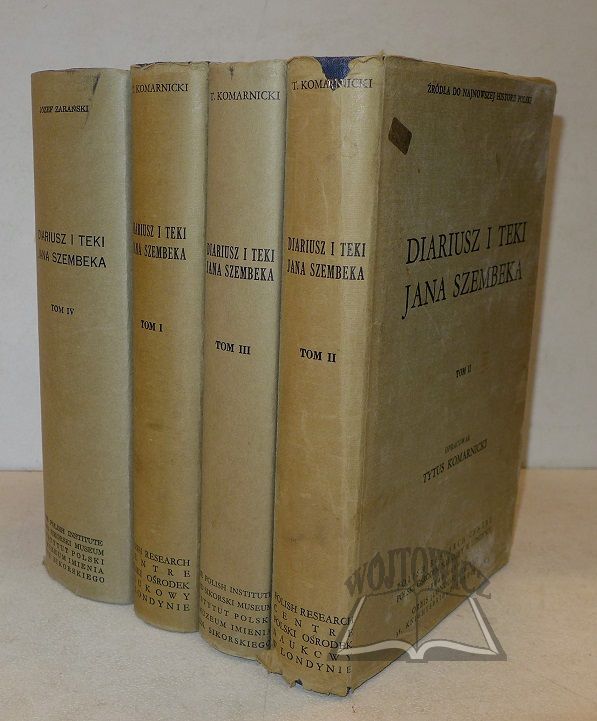 JÓZEF ZARAŃSKI
DIARIUSZ I TEKI
JANA SZEMBEKA
TOM IV
POLISH INSTITUTE
SIKORSKI MUSEUM
INSTYTUT POLSKI
MUZEUM IMIENIA
SIKORSKIEGO
T. KOMARNICKI
DIARIUSZ I TEKI
JANA SZEMBEKA
TOM I
POLISH RESEARCH
CENTRE
POLSKI OŚRODEK
NAUKOWY
W LONDYNIE
T. KOMARNICKI
DIARIUSZ I TEKI
JANA SZEMBEKA
TOM III
POLISH INSTITUTE
SIKORSKI MUSEUM
INSTYTUT POLSKI
MUZEUM IMIENIA
SIKORSKIEGO
T. KOMARNICKI
DIARIUSZ I TEKI
JANA SZEMBEKA
TOM II
POLISH RESEARCH
CENTRE
POLSKI OŚRODEK
NAUKOWY
W LONDYNIE
ŹRÓDŁA DO NAJNOWSZEJ HISTORII POLSKI
DIARIUSZ I TEKI
JANA SZEMBEKA
TOM II
OPRACOWAŁ
TYTUS KOMARNICKI
WÓJTOWICZ